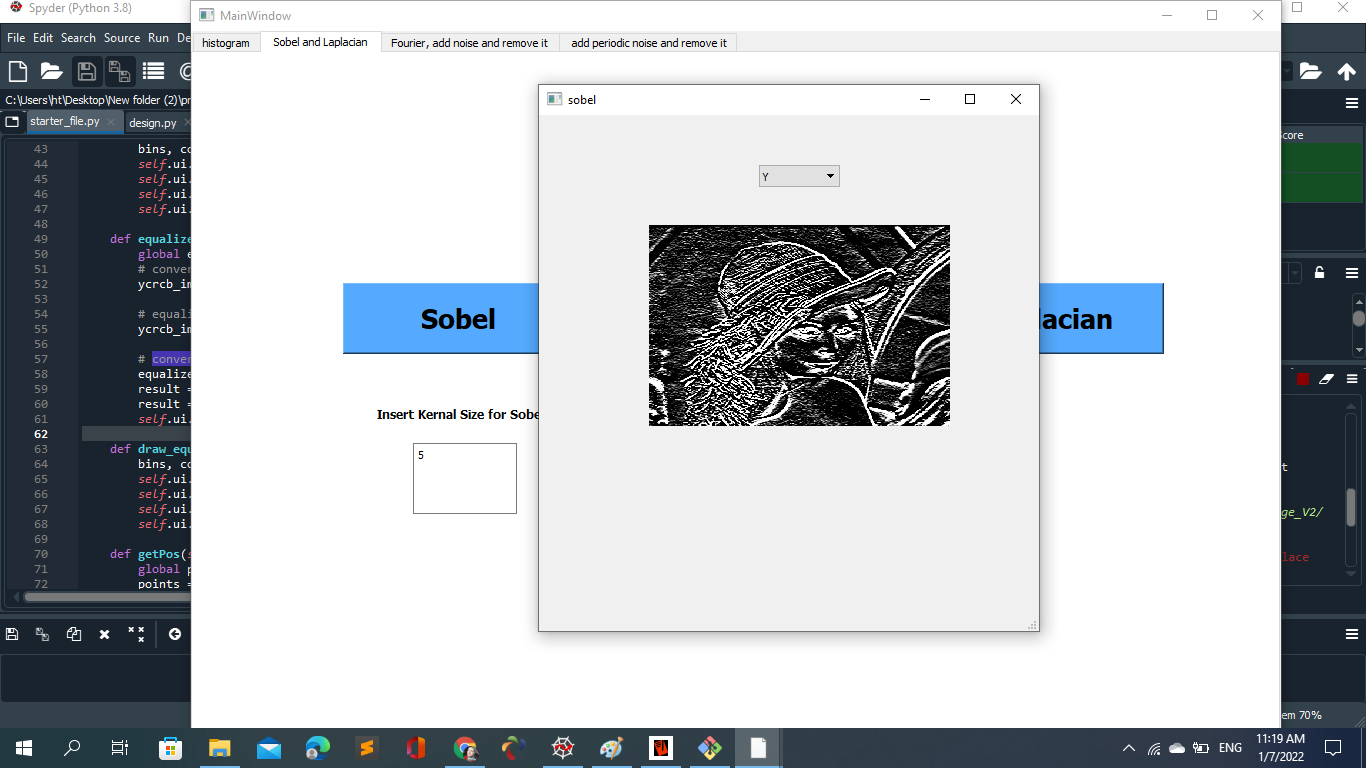 Spyder (Python 3.8)
MainWindow
File Edit Search Source Run De
histogram
Sobel and Laplacian
Fourier, add noise and remove it
add periodic noise and remove it
C:\Users\ht\Desktop\New folder (2)\pr
starter_file.py
design.py
43 bins, co
44 self.ui.
45 self.ui.
46 self.ui.
47 self.ui.
48
49 def equalize
50 global e
51 # conver
52 ycrcb_im
53
54 # equali
55 ycrcb_im
56
57 # conver
58 equalize
59 result =
60 result =
61 self.ui.
62
63 def draw_equ
64 bins, co
65 self.ui.
66 self.ui.
67 self.ui.
68 self.ui.
69
70 def getPos(s
71 global p
72 points =
Sobel
lacian
Insert Kernal Size for Sobe
5
sobel
Y
core
t
ge_V2/
lace
em 70%
ENG
11:19 AM
1/7/2022